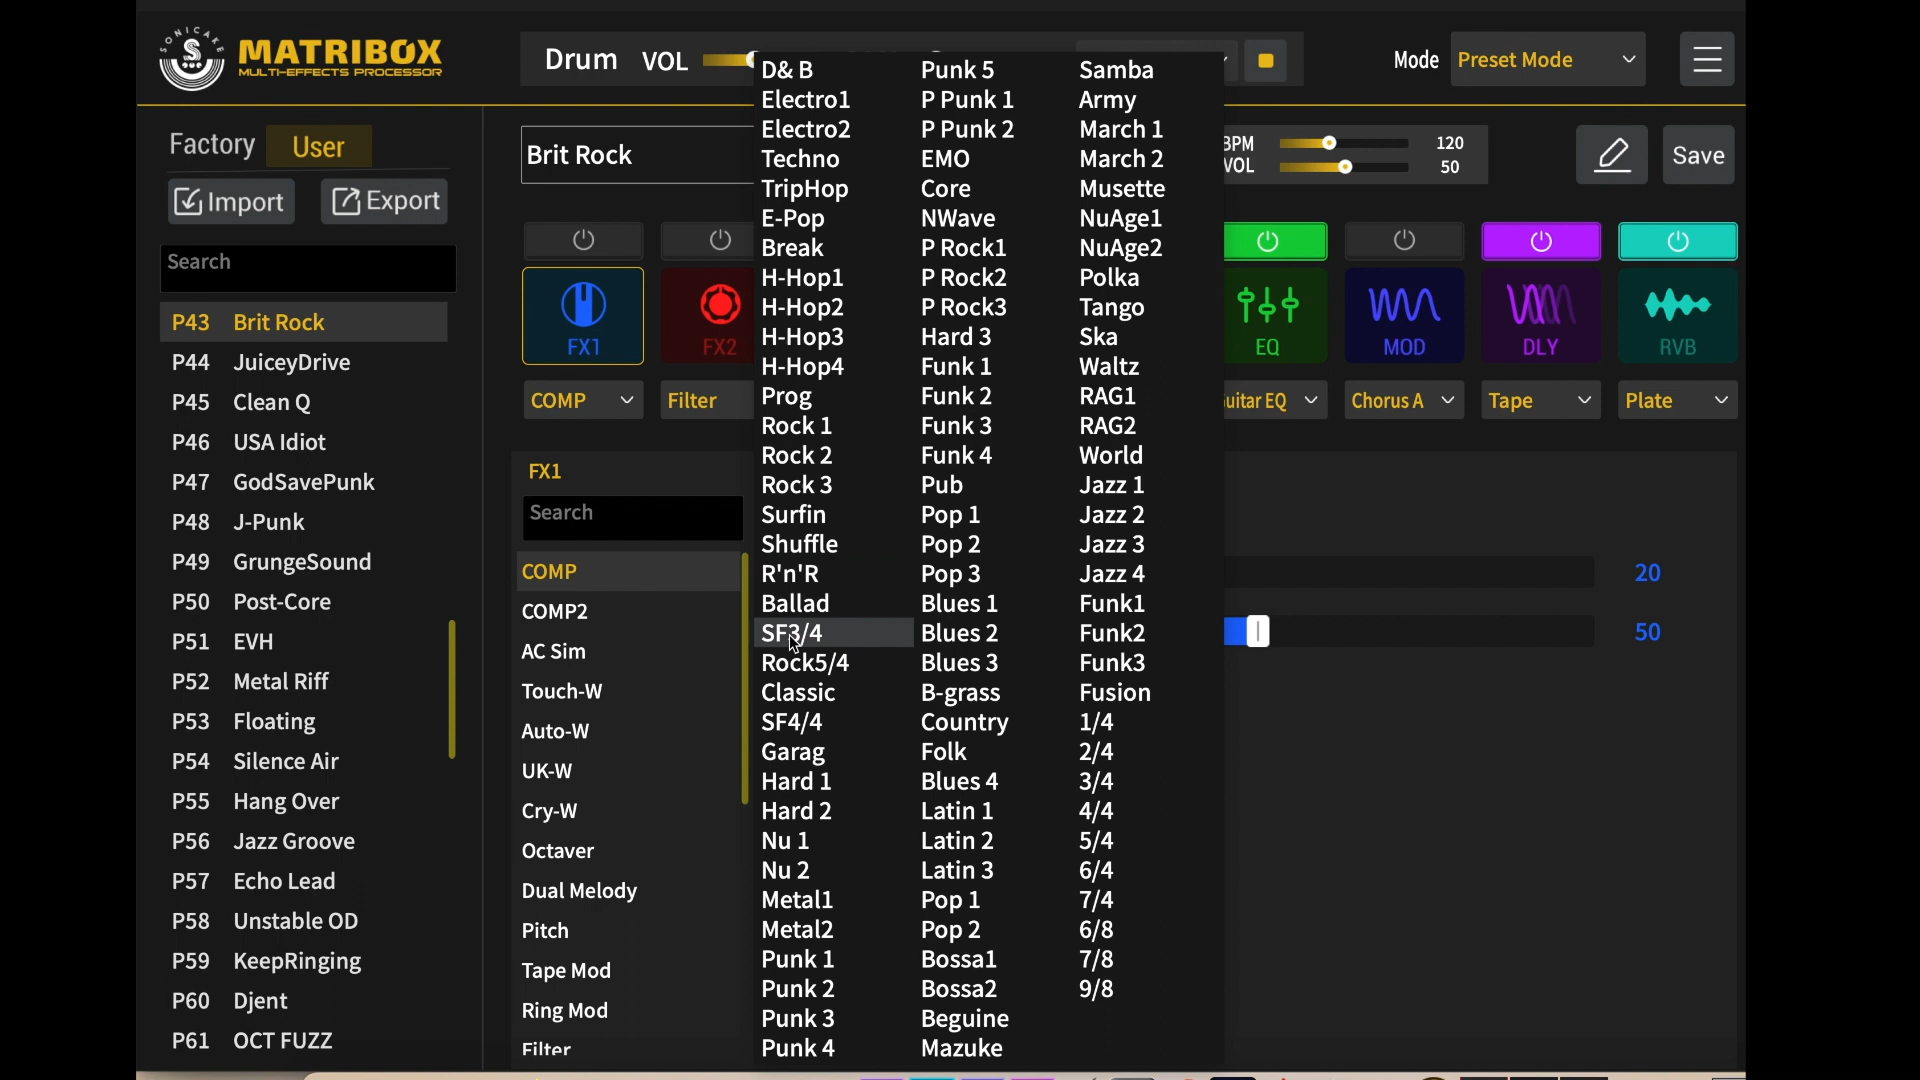 SONICAKE
MATRIBOX
MULTI-EFFECTS PROCESSOR
Drum VOL
Mode Preset Mode
Factory User
Import Export
Search
P43 Brit Rock
P44 JuiceyDrive
P45 Clean Q
P46 USA Idiot
P47 GodSavePunk
P48 J-Punk
P49 GrungeSound
P50 Post-Core
P51 EVH
P52 Metal Riff
P53 Floating
P54 Silence Air
P55 Hang Over
P56 Jazz Groove
P57 Echo Lead
P58 Unstable OD
P59 KeepRinging
P60 Djent
P61 OCT FUZZ
Brit Rock
BPM 120
VOL 50
Save
FX1 FX2 EQ MOD DLY RVB
COMP Filter uitar EQ Chorus A Tape Plate
FX1
Search
COMP
COMP2
AC Sim
Touch-W
Auto-W
UK-W
Cry-W
Octaver
Dual Melody
Pitch
Tape Mod
Ring Mod
Filter
D& B
Electro1
Electro2
Techno
TripHop
E-Pop
Break
H-Hop1
H-Hop2
H-Hop3
H-Hop4
Prog
Rock 1
Rock 2
Rock 3
Surfin
Shuffle
R'n'R
Ballad
SF3/4
Rock5/4
Classic
SF4/4
Garag
Hard 1
Hard 2
Nu 1
Nu 2
Metal1
Metal2
Punk 1
Punk 2
Punk 3
Punk 4
Punk 5
P Punk 1
P Punk 2
EMO
Core
NWave
P Rock1
P Rock2
P Rock3
Hard 3
Funk 1
Funk 2
Funk 3
Funk 4
Pub
Pop 1
Pop 2
Pop 3
Blues 1
Blues 2
Blues 3
B-grass
Country
Folk
Blues 4
Latin 1
Latin 2
Latin 3
Pop 1
Pop 2
Bossa1
Bossa2
Beguine
Mazuke
Samba
Army
March 1
March 2
Musette
NuAge1
NuAge2
Polka
Tango
Ska
Waltz
RAG1
RAG2
World
Jazz 1
Jazz 2
Jazz 3
Jazz 4
Funk1
Funk2
Funk3
Fusion
1/4
2/4
3/4
4/4
5/4
6/4
7/4
6/8
7/8
9/8
20
50